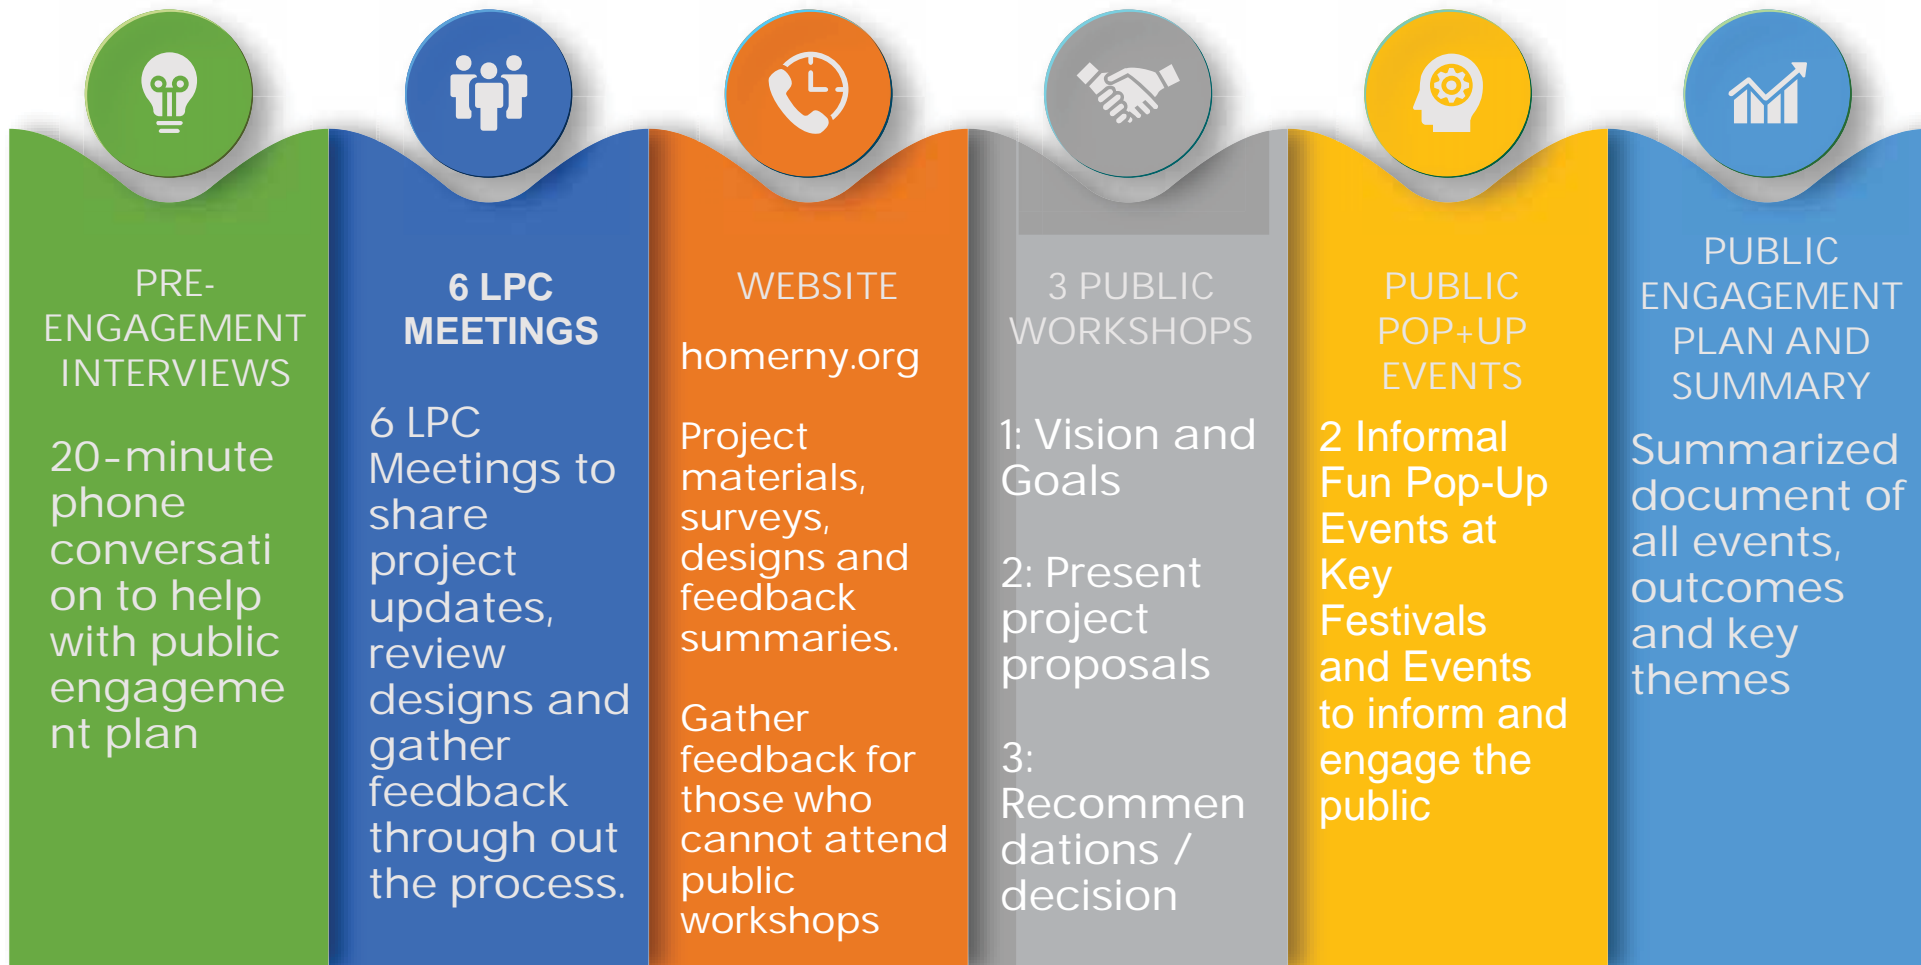 PRE-
ENGAGEMENT
INTERVIEWS
20-minute
phone
conversati
on to help
with public
engageme
nt plan
6 LPC
MEETINGS
6 LPC
Meetings to
share
project
updates,
review
designs and
gather
feedback
through out
the process.
WEBSITE
homerny.org
Project
materials,
surveys,
designs and
feedback
summaries.
Gather
feedback for
those who
cannot attend
public
workshops
3 PUBLIC
WORKSHOPS
1: Vision and
Goals
2: Present
project
proposals
3:
Recommen
dations /
decision
PUBLIC
POP+UP
EVENTS
2 Informal
Fun Pop-Up
Events at
Key
Festivals
and Events
to inform and
engage the
public
PUBLIC
ENGAGEMENT
PLAN AND
SUMMARY
Summarized
document of
all events,
outcomes
and key
themes